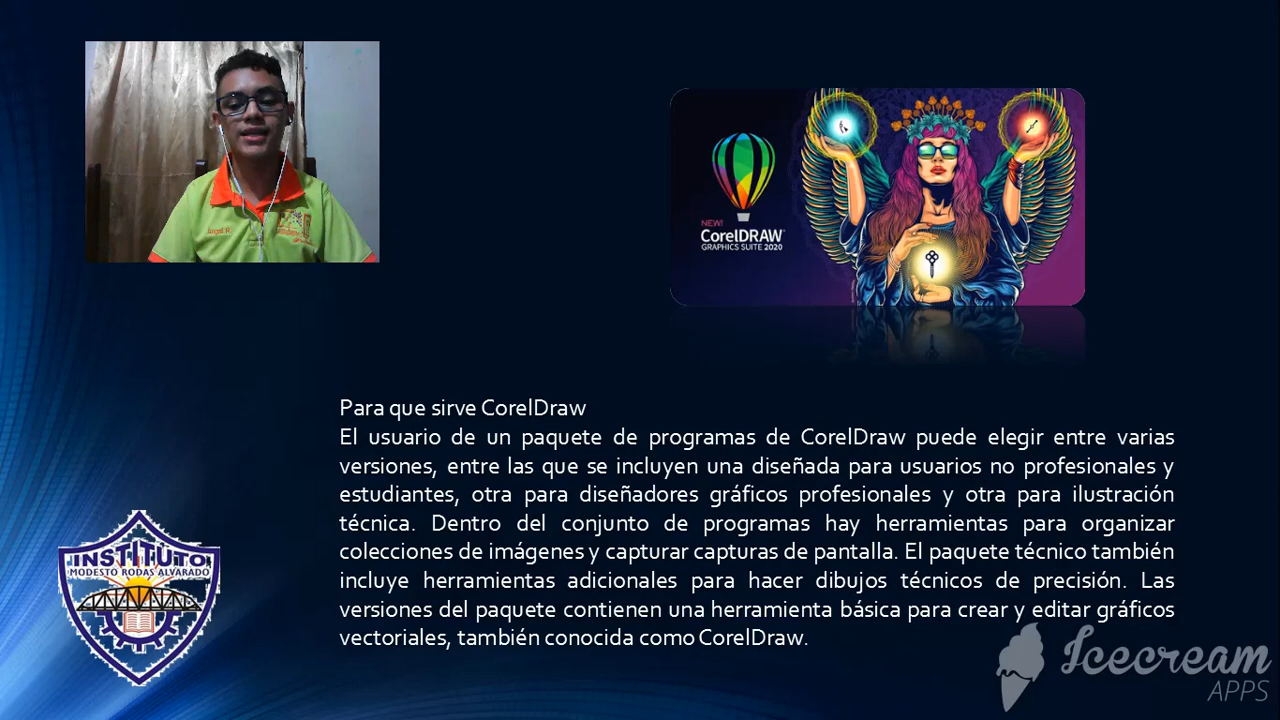 Angel R.
NEW!
CorelDRAW
GRAPHICS SUITE 2020
Para que sirve CorelDraw
El usuario de un paquete de programas de CorelDraw puede elegir entre varias
versiones, entre las que se incluyen una diseñada para usuarios no profesionales y
estudiantes, otra para diseñadores gráficos profesionales y otra para ilustración
técnica. Dentro del conjunto de programas hay herramientas para organizar
colecciones de imágenes y capturar capturas de pantalla. El paquete técnico también
incluye herramientas adicionales para hacer dibujos técnicos de precisión. Las
versiones del paquete contienen una herramienta básica para crear y editar gráficos
vectoriales, también conocida como CorelDraw.
INSTITUTO
MODESTO RODAS ALVARADO
Icecream
APPS